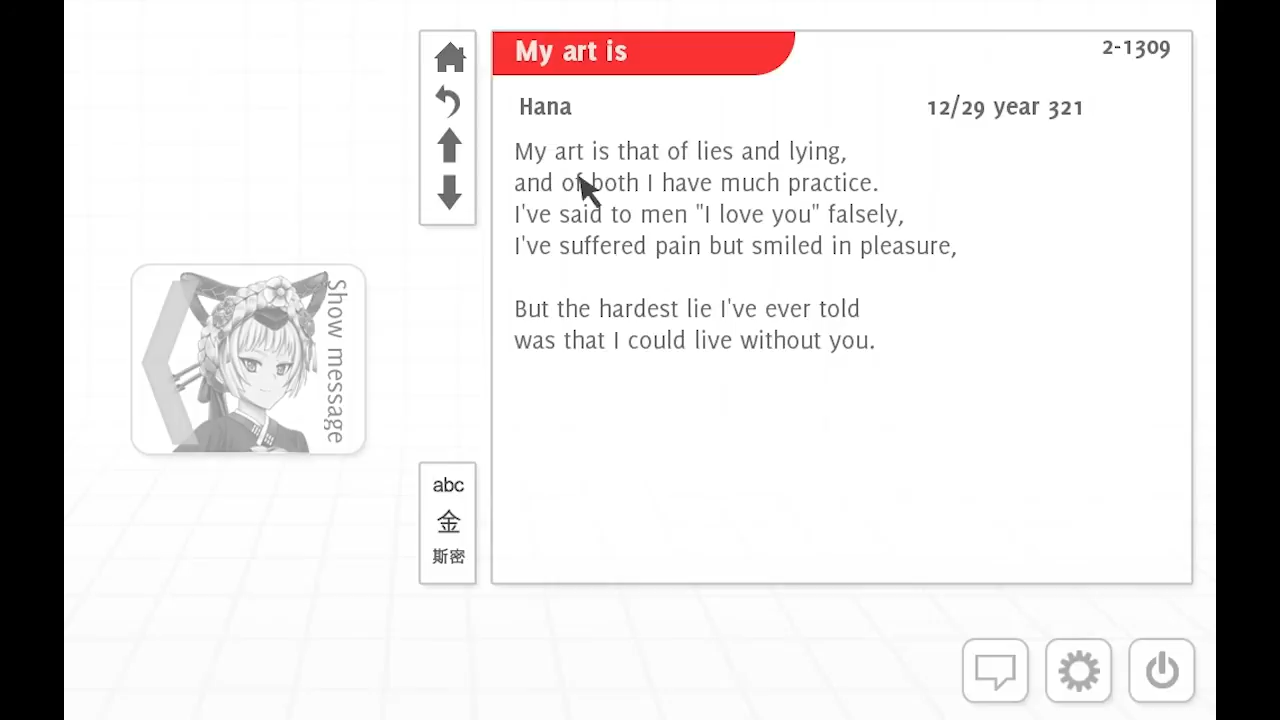 My art is
2-1309
Hana
12/29 year 321
My art is that of lies and lying,
and of both I have much practice.
I've said to men "I love you" falsely,
I've suffered pain but smiled in pleasure,
But the hardest lie I've ever told
was that I could live without you.
Show message
abc
金
斯密